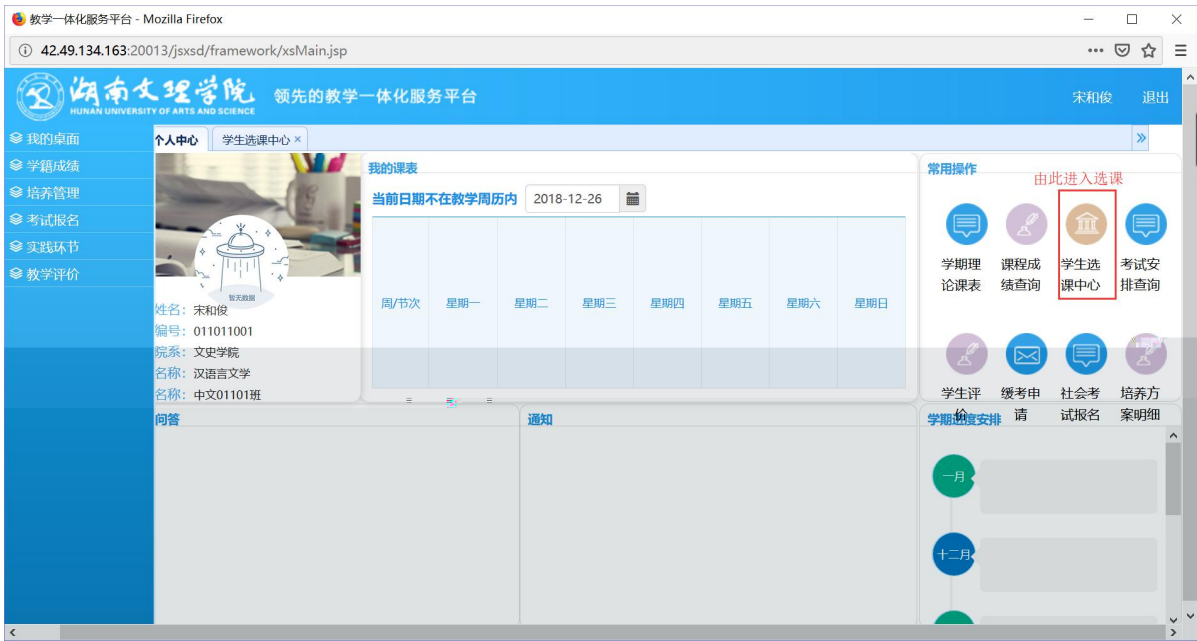 教学一体化服务平台 - Mozilla Firefox
42.49.134.163:20013/jsxsd/framework/xsMain.jsp
湖南文理学院
HUNAN UNIVERSITY OF ARTS AND SCIENCE
领先的教学一体化服务平台
宋和俊 退出
我的桌面
学籍成绩
培养管理
考试报名
实践环节
教学评价
个人中心 学生选课中心 ×
暂无数据
姓名：宋和俊
编号：011011001
院系：文史学院
名称：汉语言文学
名称：中文01101班
我的课表
当前日期不在教学周历内 2018-12-26
周/节次 星期一 星期二 星期三 星期四 星期五 星期六 星期日
常用操作
由此进入选课
学期理论课表
课程成绩查询
学生选课中心
考试安排查询
学生评价
缓考申请
社会考试报名
培养方案明细
问答
通知
学期进度安排
一月
十二月